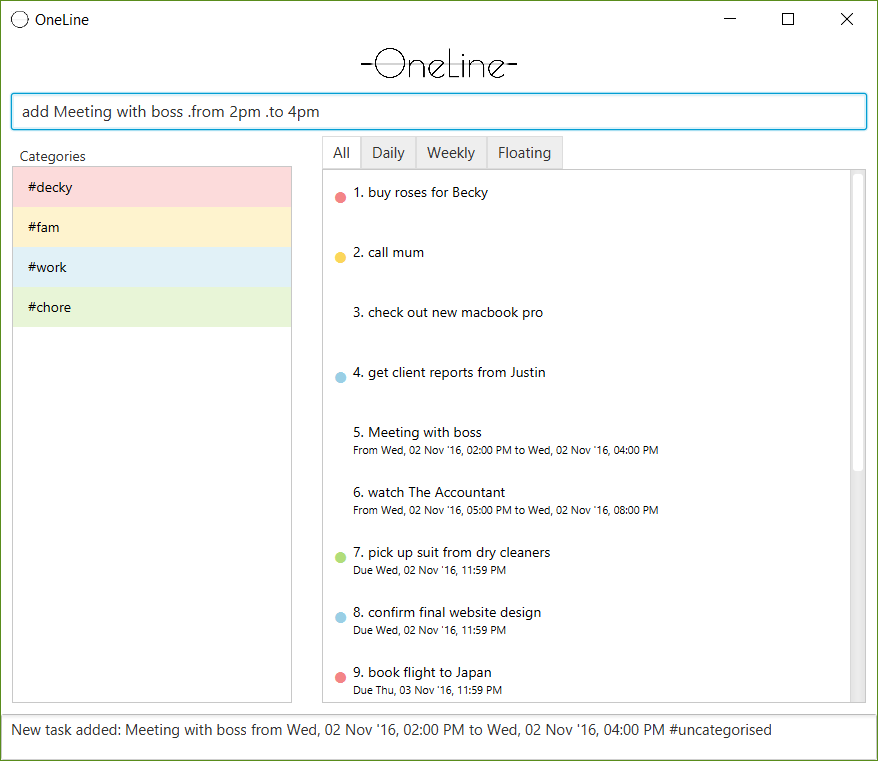 OneLine
-OneLine-
add Meeting with boss .from 2pm .to 4pm
Categories
#decky
#fam
#work
#chore
All Daily Weekly Floating
1. buy roses for Becky
2. call mum
3. check out new macbook pro
4. get client reports from Justin
5. Meeting with boss
From Wed, 02 Nov '16, 02:00 PM to Wed, 02 Nov '16, 04:00 PM
6. watch The Accountant
From Wed, 02 Nov '16, 05:00 PM to Wed, 02 Nov '16, 08:00 PM
7. pick up suit from dry cleaners
Due Wed, 02 Nov '16, 11:59 PM
8. confirm final website design
Due Wed, 02 Nov '16, 11:59 PM
9. book flight to Japan
Due Thu, 03 Nov '16, 11:59 PM
New task added: Meeting with boss from Wed, 02 Nov '16, 02:00 PM to Wed, 02 Nov '16, 04:00 PM #uncategorised